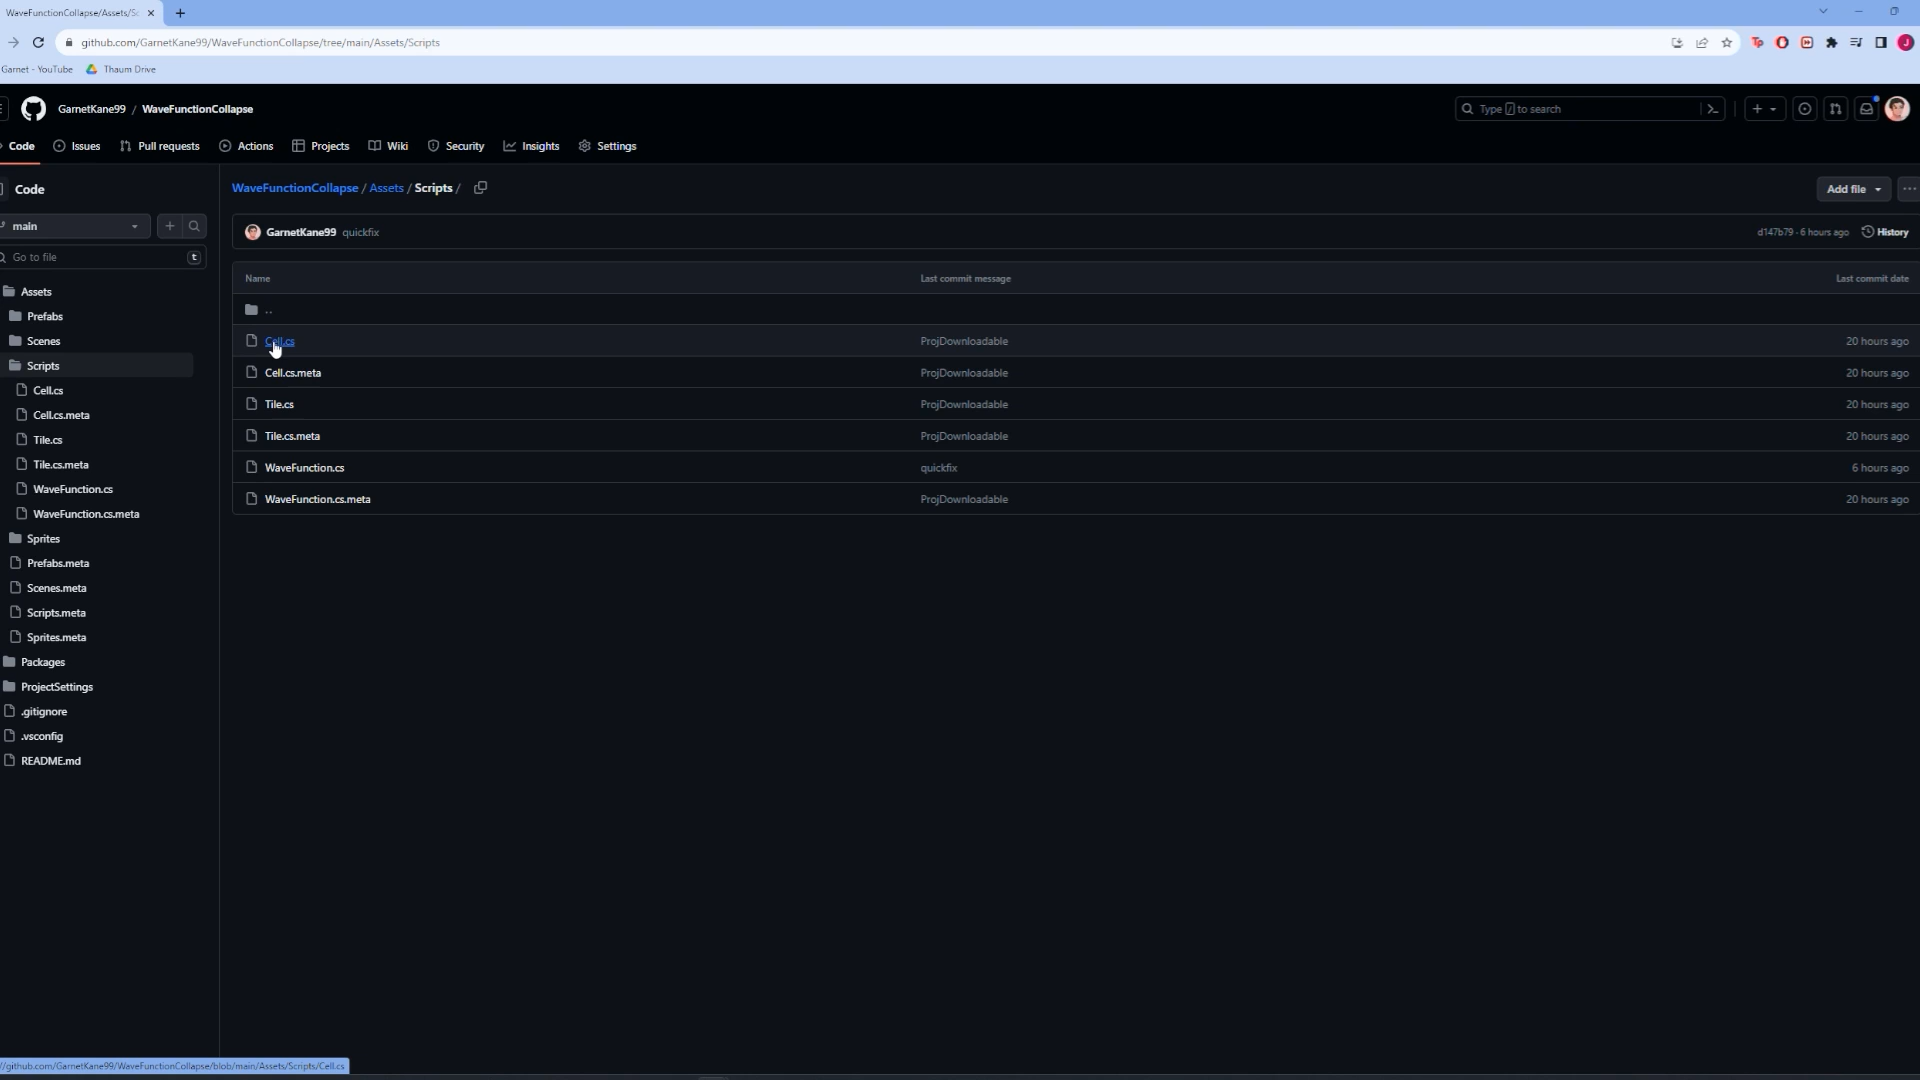 WaveFunctionCollapse/Assets/Sc
github.com/GarnetKane99/WaveFunctionCollapse/tree/main/Assets/Scripts
Garnet - YouTube
Thaum Drive
GarnetKane99 / WaveFunctionCollapse
Type / to search
Code
Issues
Pull requests
Actions
Projects
Wiki
Security
Insights
Settings
Code
main
Go to file
t
Assets
Prefabs
Scenes
Scripts
Cell.cs
Cell.cs.meta
Tile.cs
Tile.cs.meta
WaveFunction.cs
WaveFunction.cs.meta
Sprites
Prefabs.meta
Scenes.meta
Scripts.meta
Sprites.meta
Packages
ProjectSettings
.gitignore
.vsconfig
README.md
WaveFunctionCollapse / Assets / Scripts /
Add file
GarnetKane99 quickfix
d147b79 · 6 hours ago
History
Name Last commit message Last commit date
..
Cell.cs ProjDownloadable 20 hours ago
Cell.cs.meta ProjDownloadable 20 hours ago
Tile.cs ProjDownloadable 20 hours ago
Tile.cs.meta ProjDownloadable 20 hours ago
WaveFunction.cs quickfix 6 hours ago
WaveFunction.cs.meta ProjDownloadable 20 hours ago
//github.com/GarnetKane99/WaveFunctionCollapse/blob/main/Assets/Scripts/Cell.cs